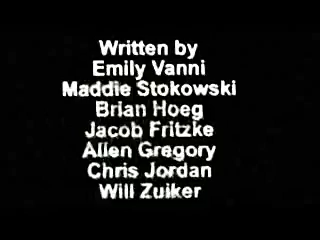 Written by
Emily Vanni
Maddie Stokowski
Brian Hoeg
Jacob Fritzke
Allen Gregory
Chris Jordan
Will Zuiker